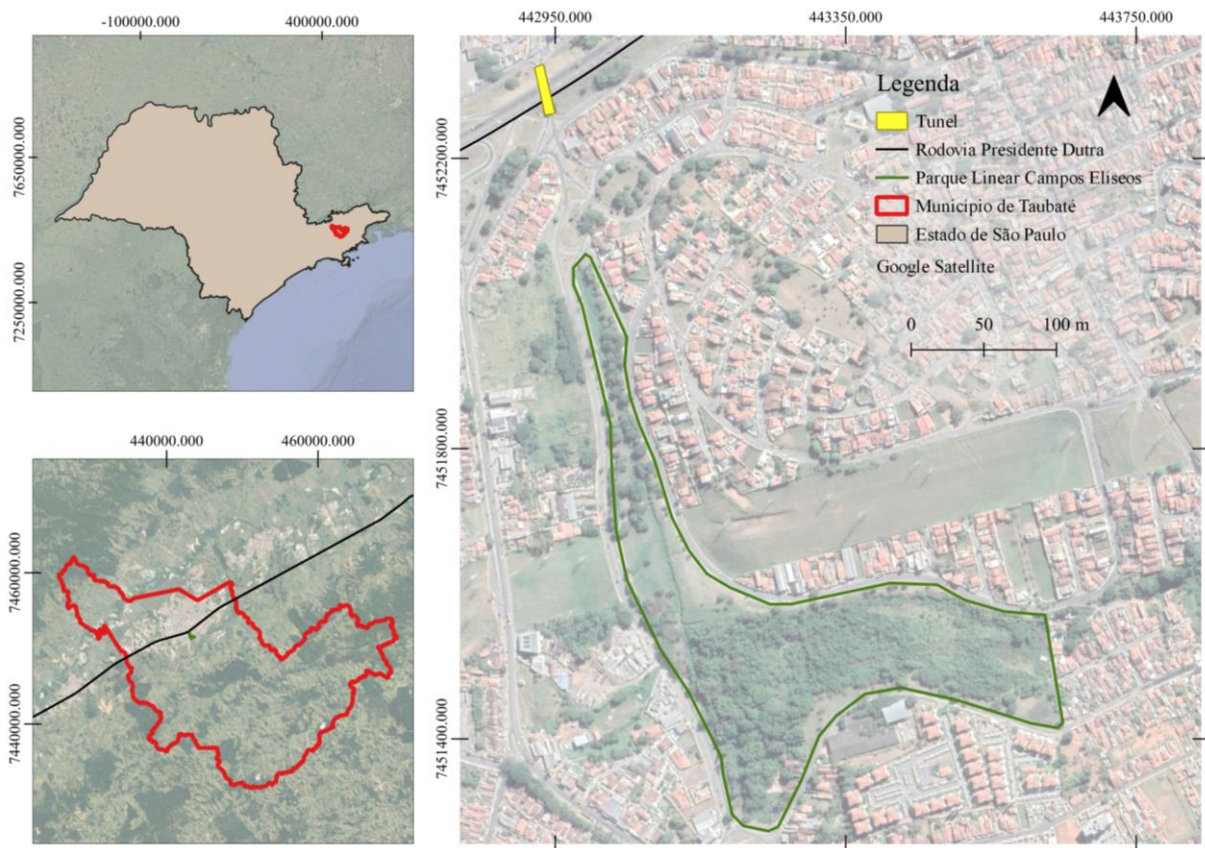 -1000000.000
400000.000
7650000.000
7250000.000
440000.000
460000.000
7460000.000
7440000.000
442950.000
443350.000
443750.000
7452200.000
7451800.000
7451400.000
Legenda
Tunel
Rodovia Presidente Dutra
Parque Linear Campos Eliseos
Município de Taubaté
Estado de São Paulo
Google Satellite
0 50 100 m